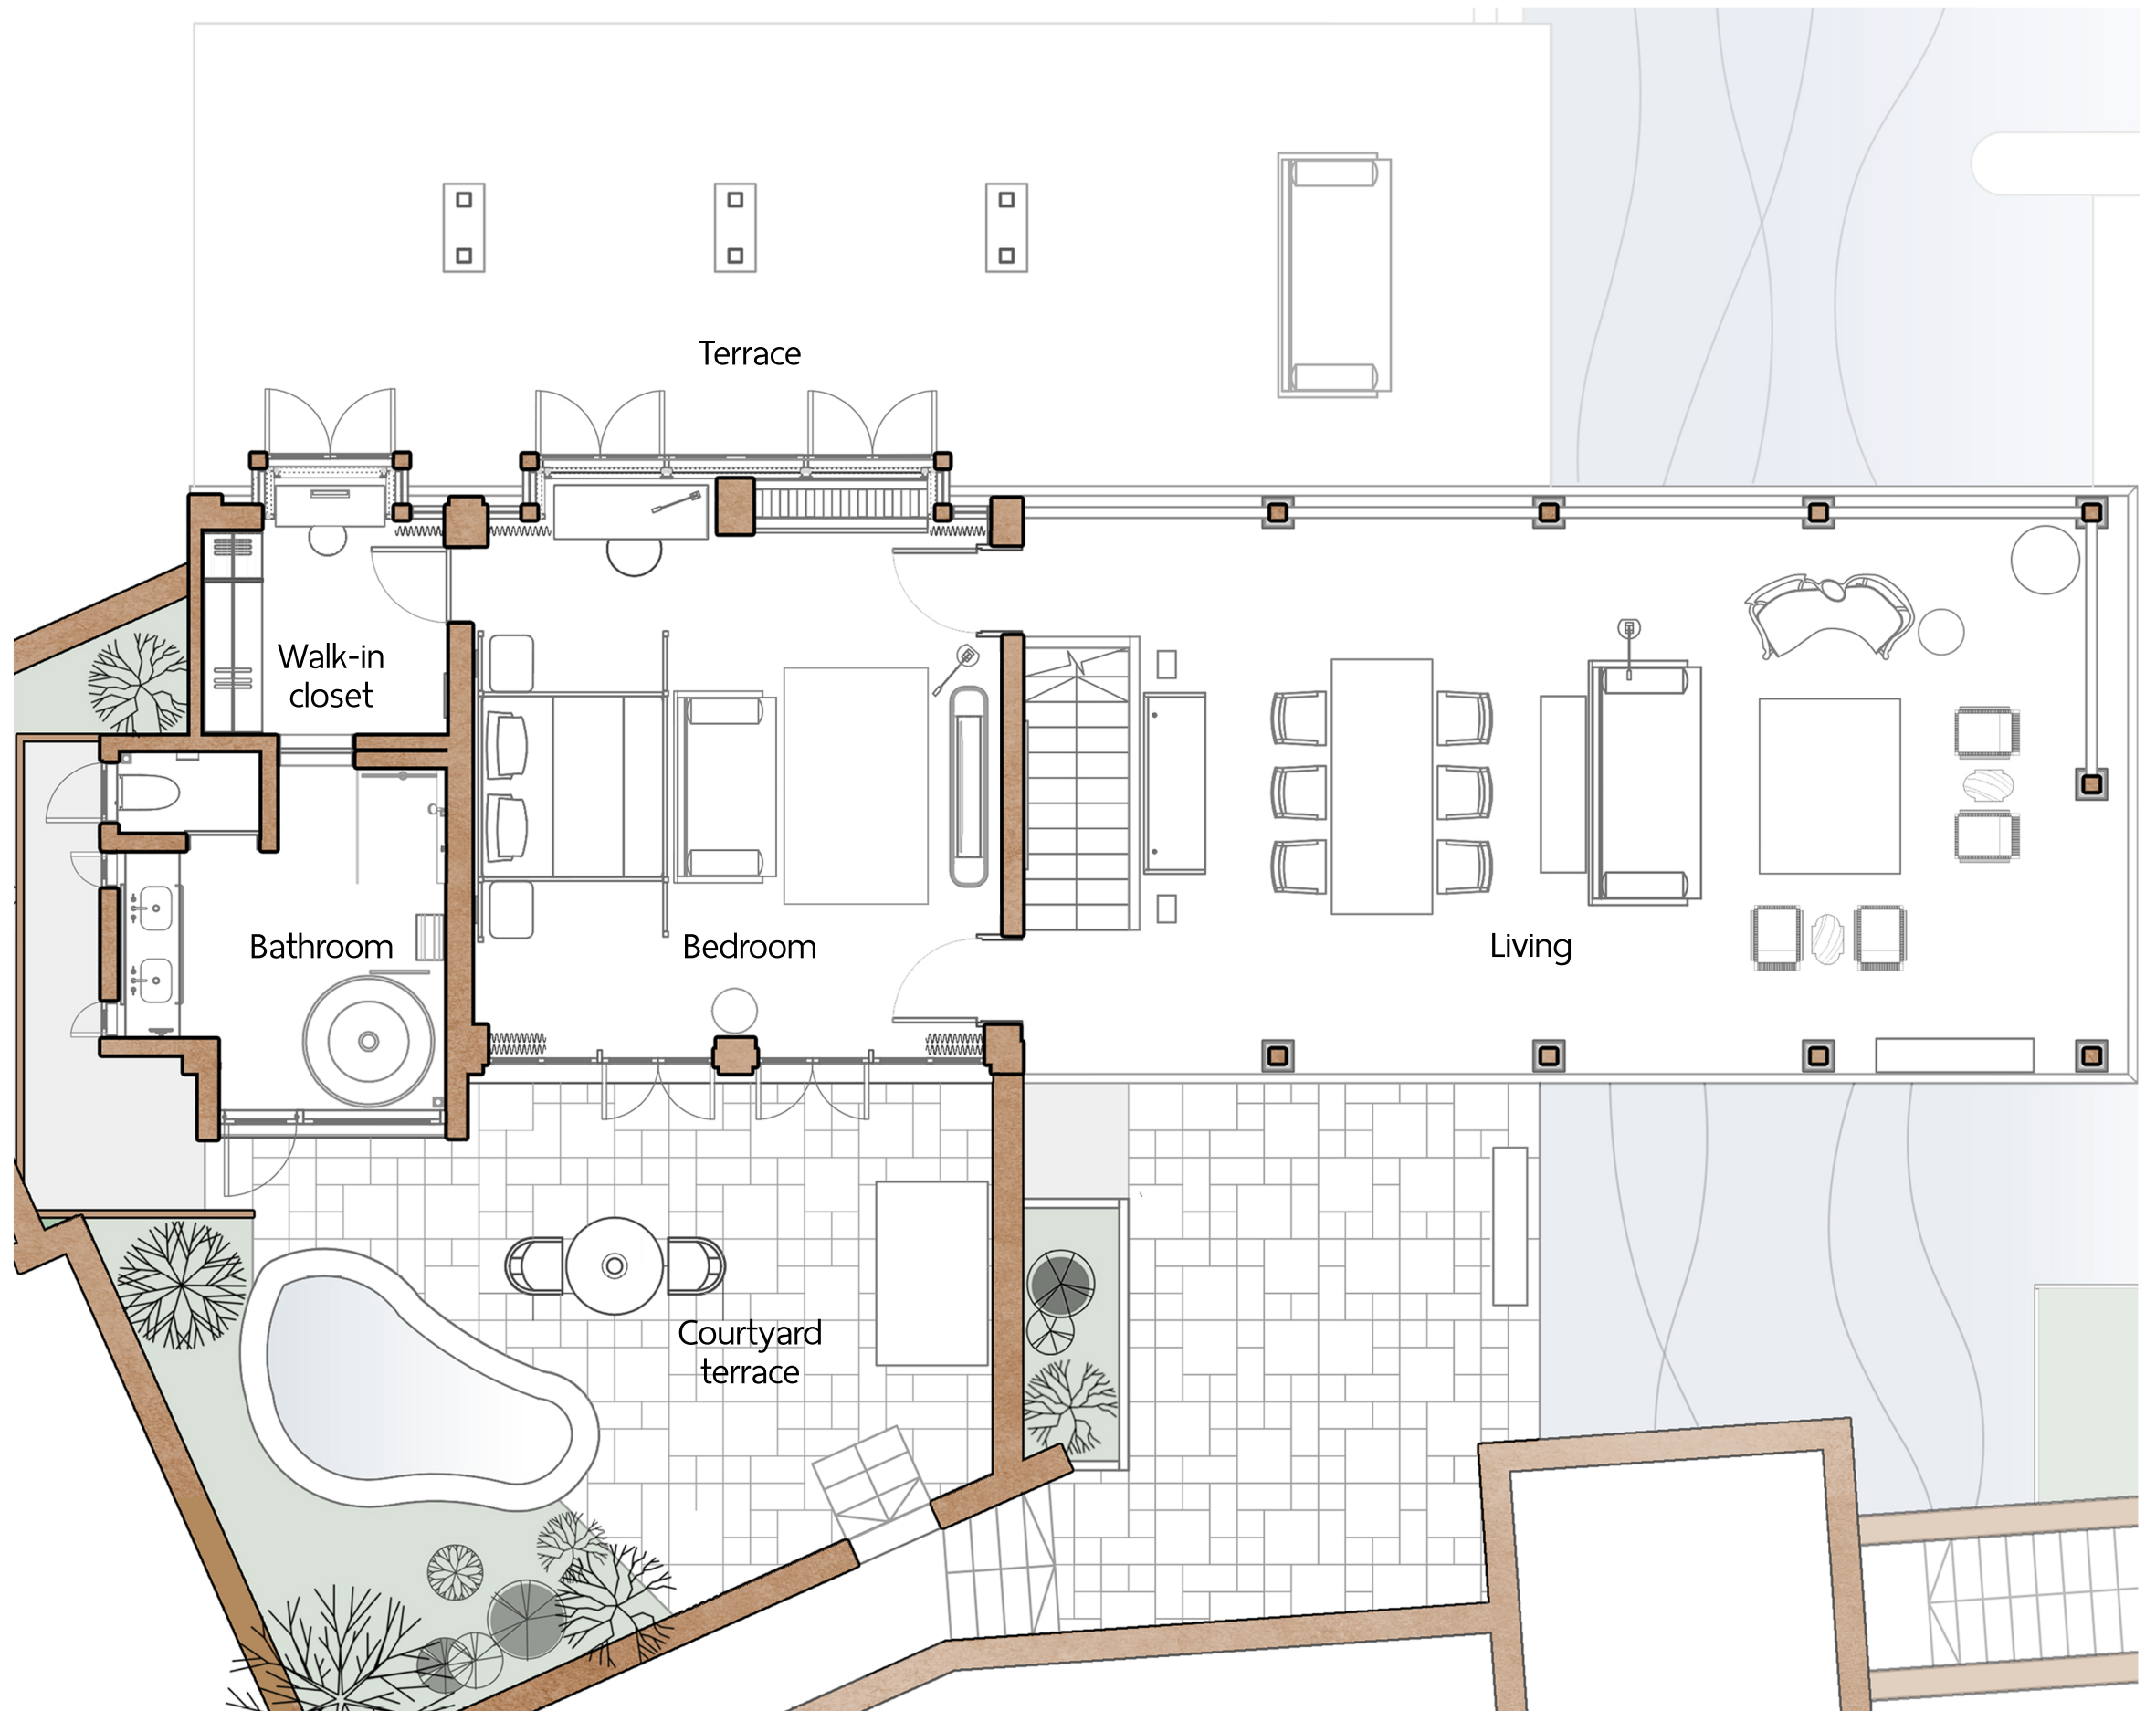 Terrace
Walk-in
closet
Bathroom
Bedroom
Living
Courtyard
terrace